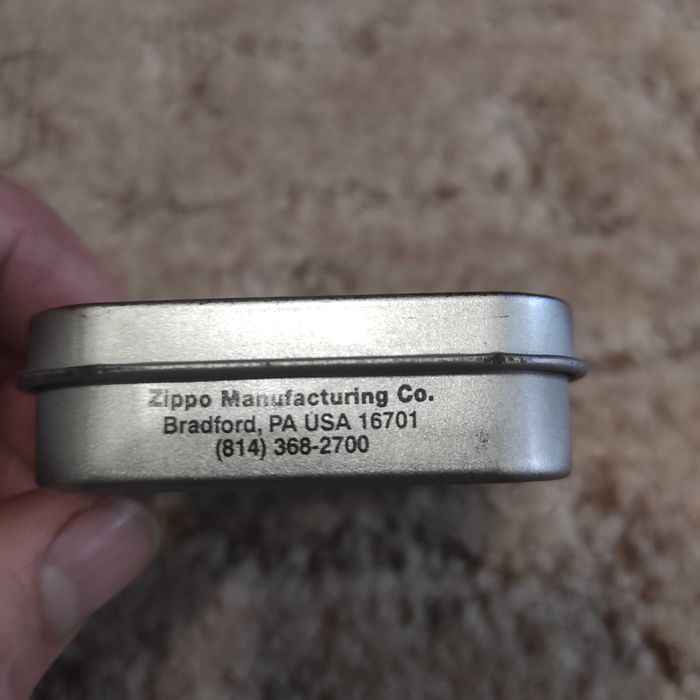 Zippo Manufacturing Co.
Bradford, PA USA 16701
(814) 368-2700